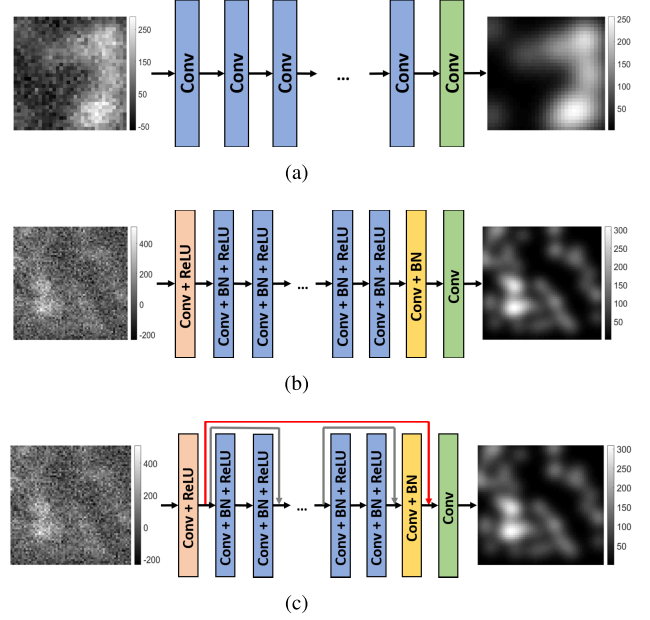 250
150
50
-50
Conv
Conv
Conv
...
Conv
Conv
250
200
150
100
50
(a)
400
200
0
-200
Conv + ReLU
Conv + BN + ReLU
Conv + BN + ReLU
...
Conv + BN + ReLU
Conv + BN + ReLU
Conv + BN
Conv
300
250
200
150
100
50
(b)
400
200
0
-200
Conv + ReLU
Conv + BN + ReLU
Conv + BN + ReLU
...
Conv + BN + ReLU
Conv + BN + ReLU
Conv + BN
Conv
300
250
200
150
100
50
(c)